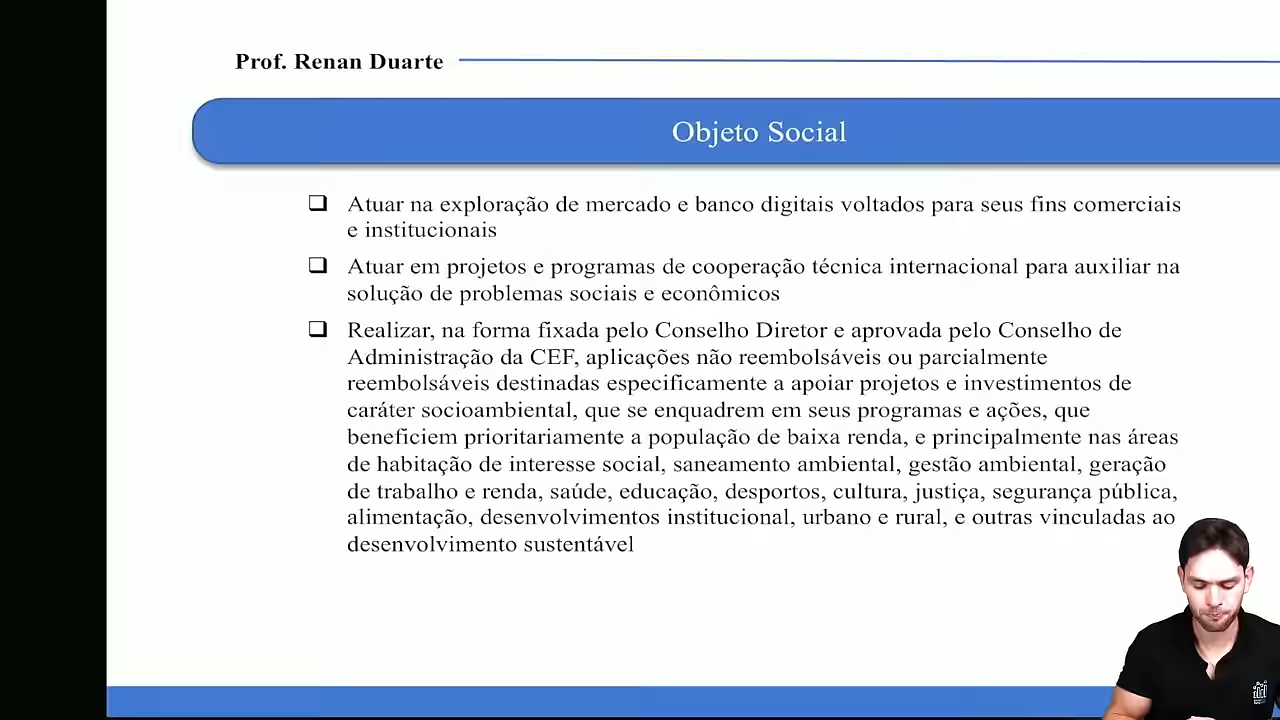 Prof. Renan Duarte
Objeto Social
Atuar na exploração de mercado e banco digitais voltados para seus fins comerciais
e institucionais
Atuar em projetos e programas de cooperação técnica internacional para auxiliar na
solução de problemas sociais e econômicos
Realizar, na forma fixada pelo Conselho Diretor e aprovada pelo Conselho de
Administração da CEF, aplicações não reembolsáveis ou parcialmente
reembolsáveis destinadas especificamente a apoiar projetos e investimentos de
caráter socioambiental, que se enquadrem em seus programas e ações, que
beneficiem prioritariamente a população de baixa renda, e principalmente nas áreas
de habitação de interesse social, saneamento ambiental, gestão ambiental, geração
de trabalho e renda, saúde, educação, desportos, cultura, justiça, segurança pública,
alimentação, desenvolvimentos institucional, urbano e rural, e outras vinculadas ao
desenvolvimento sustentável